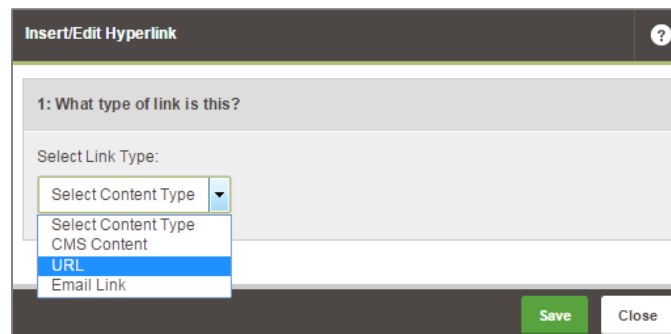 Insert/Edit Hyperlink
?
1: What type of link is this?
Select Link Type:
Select Content Type
Select Content Type
CMS Content
URL
Email Link
Save
Close